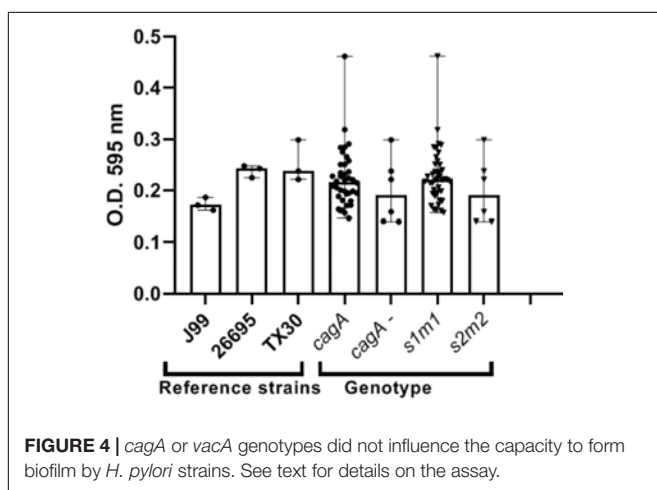 0.5
0.4
0.3
0.2
0.1
0.0
O.D. 595 nm
J99
26695
TX30
cagA
cagA -
s1m1
s2m2
Reference strains
Genotype
FIGURE 4 | cagA or vacA genotypes did not influence the capacity to form
biofilm by H. pylori strains. See text for details on the assay.